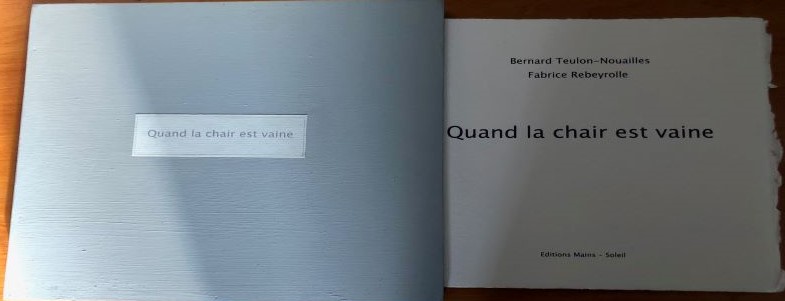 Quand la chair est vaine
Bernard Teulon-Nouailles
Fabrice Rebeyrolle
Quand la chair est vaine
Editions Mains - Soleil